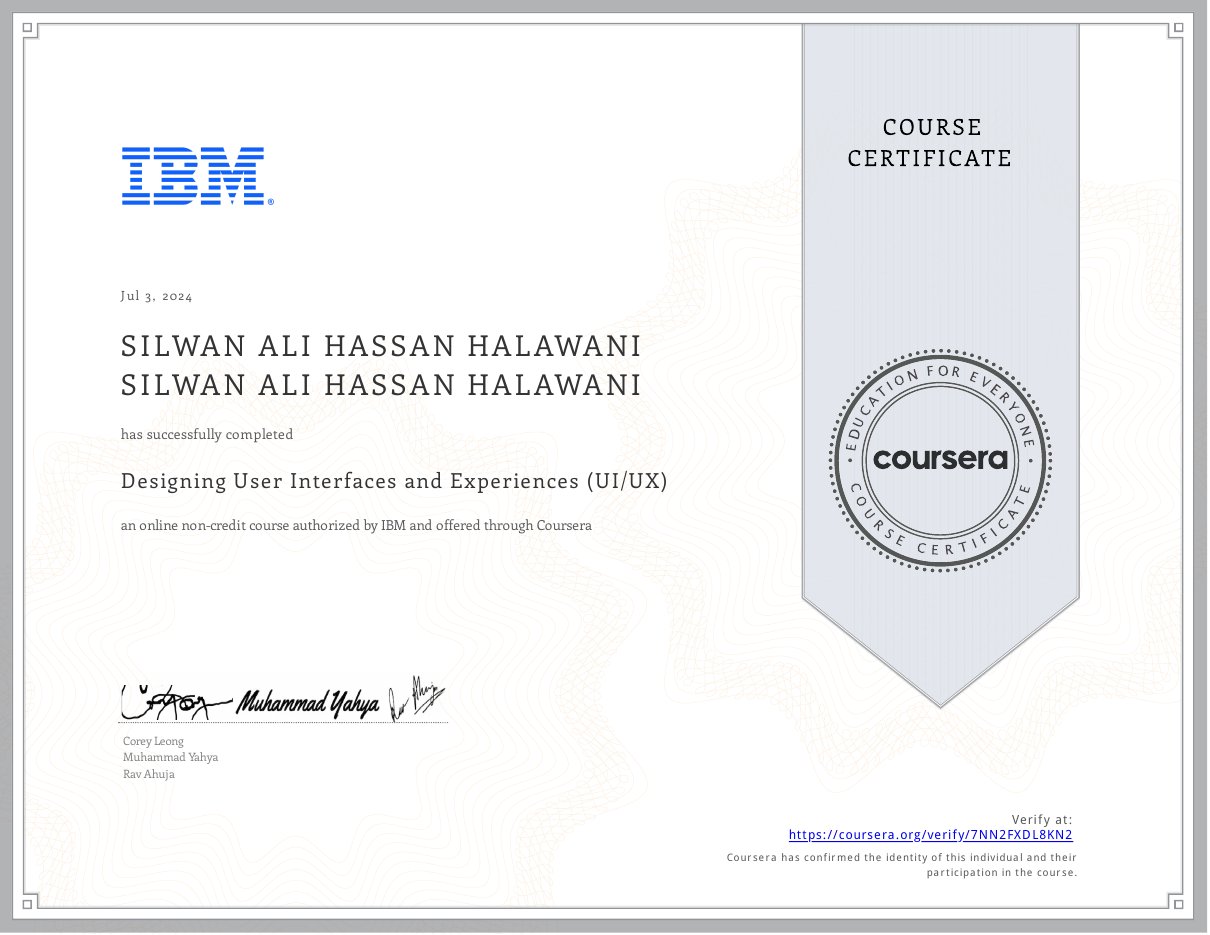 COURSE
CERTIFICATE
IBM®
Jul 3, 2024
SILWAN ALI HASSAN HALAWANI
SILWAN ALI HASSAN HALAWANI
has successfully completed
Designing User Interfaces and Experiences (UI/UX)
an online non-credit course authorized by IBM and offered through Coursera
EDUCATION FOR EVERYONE
coursera
COURSE CERTIFICATE
Muhammad Yahya
Corey Leong
Muhammad Yahya
Rav Ahuja
Verify at:
https://coursera.org/verify/7NN2FXDL8KN2
Coursera has confirmed the identity of this individual and their
participation in the course.